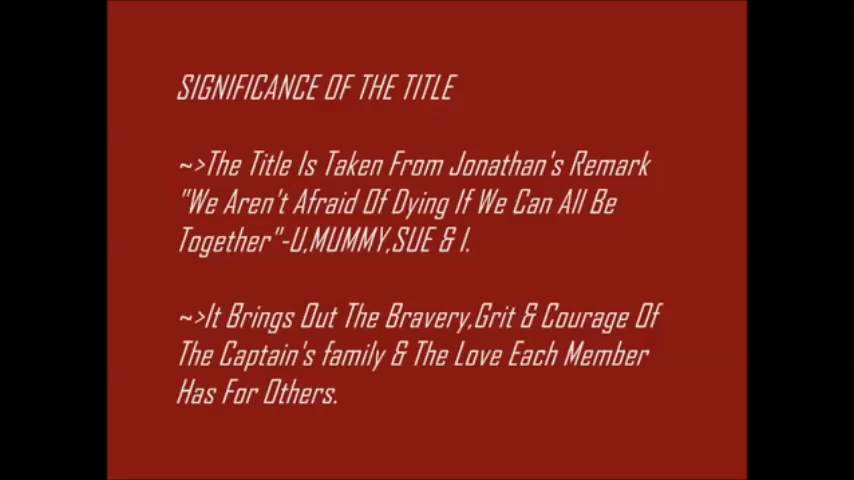 SIGNIFICANCE OF THE TITLE
~>The Title Is Taken From Jonathan's Remark
"We Aren't Afraid Of Dying If We Can All Be
Together"-U,MUMMY,SUE & I.
~>It Brings Out The Bravery,Grit & Courage Of
The Captain's family & The Love Each Member
Has For Others.